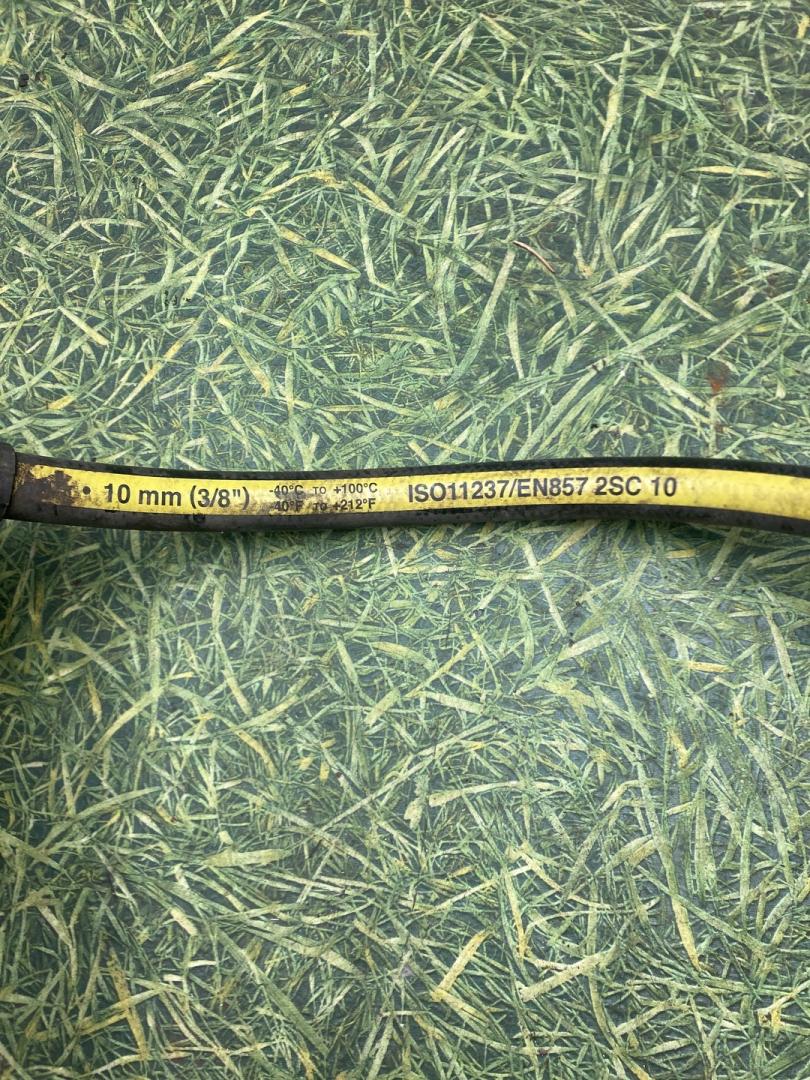 • 10 mm (3/8") -40°C TO +100°C ISO11237/EN857 2SC 10
-40°F TO +212°F